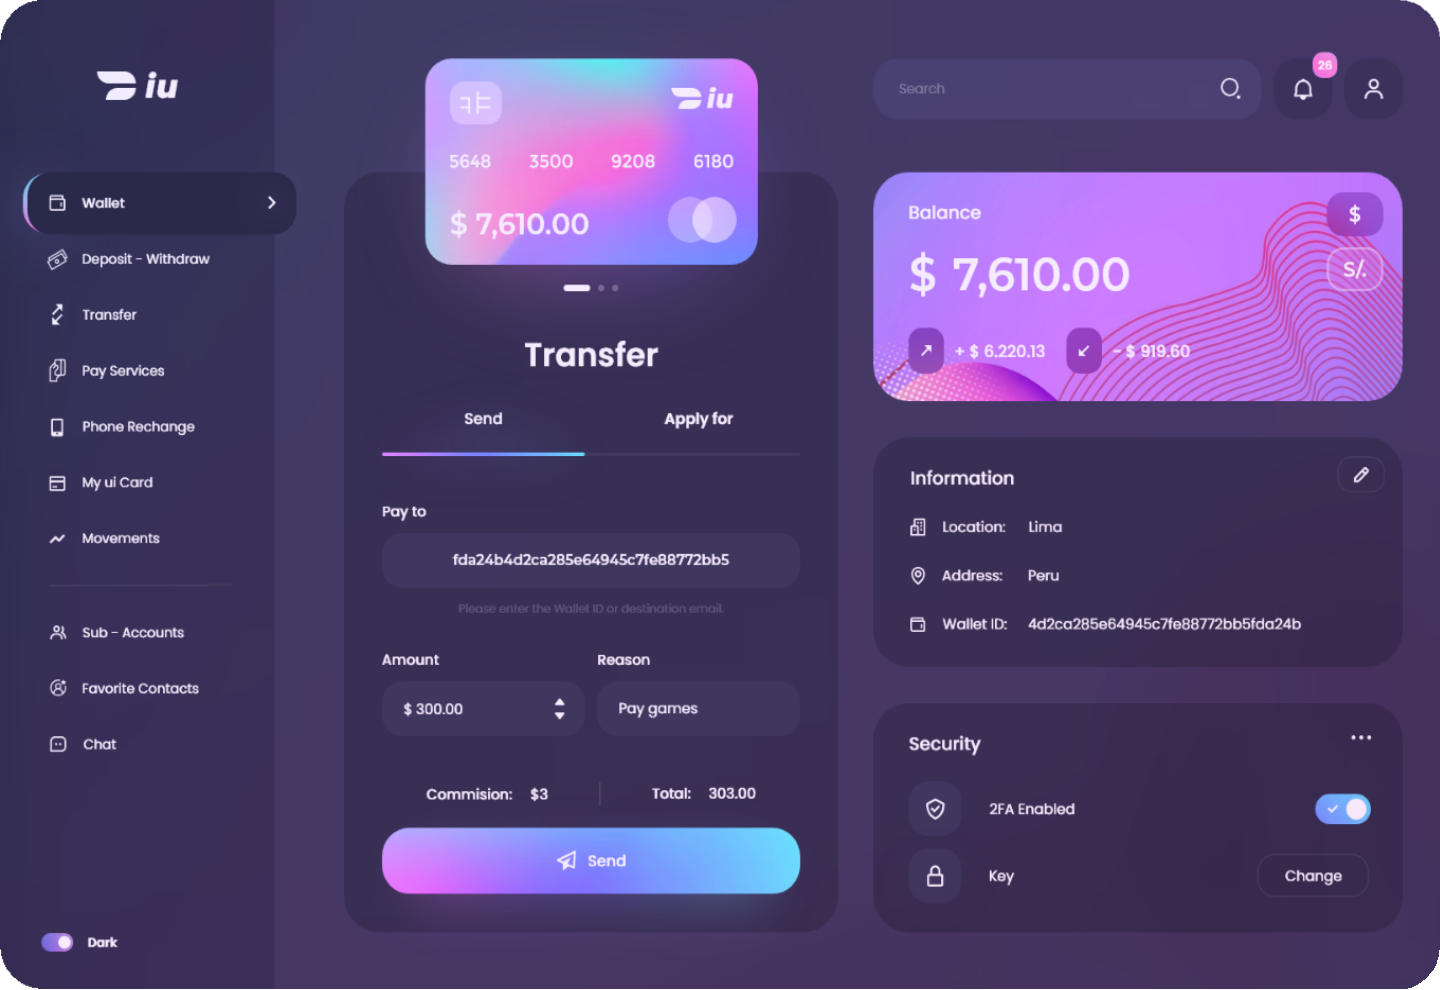 iu
Wallet
Deposit - Withdraw
Transfer
Pay Services
Phone Rechange
My ui Card
Movements
Sub - Accounts
Favorite Contacts
Chat
Dark
iu
5648 3500 9208 6180
$ 7,610.00
Transfer
Send Apply for
Pay to
fda24b4d2ca285e64945c7fe88772bb5
Please enter the Wallet ID or destination email.
Amount Reason
$ 300.00 Pay games
Commision: $3 Total: 303.00
Send
Search
26
Balance
$
$ 7,610.00
S/.
+ $ 6.220.13 - $ 919.60
Information
Location: Lima
Address: Peru
Wallet ID: 4d2ca285e64945c7fe88772bb5fda24b
Security
2FA Enabled
Key Change